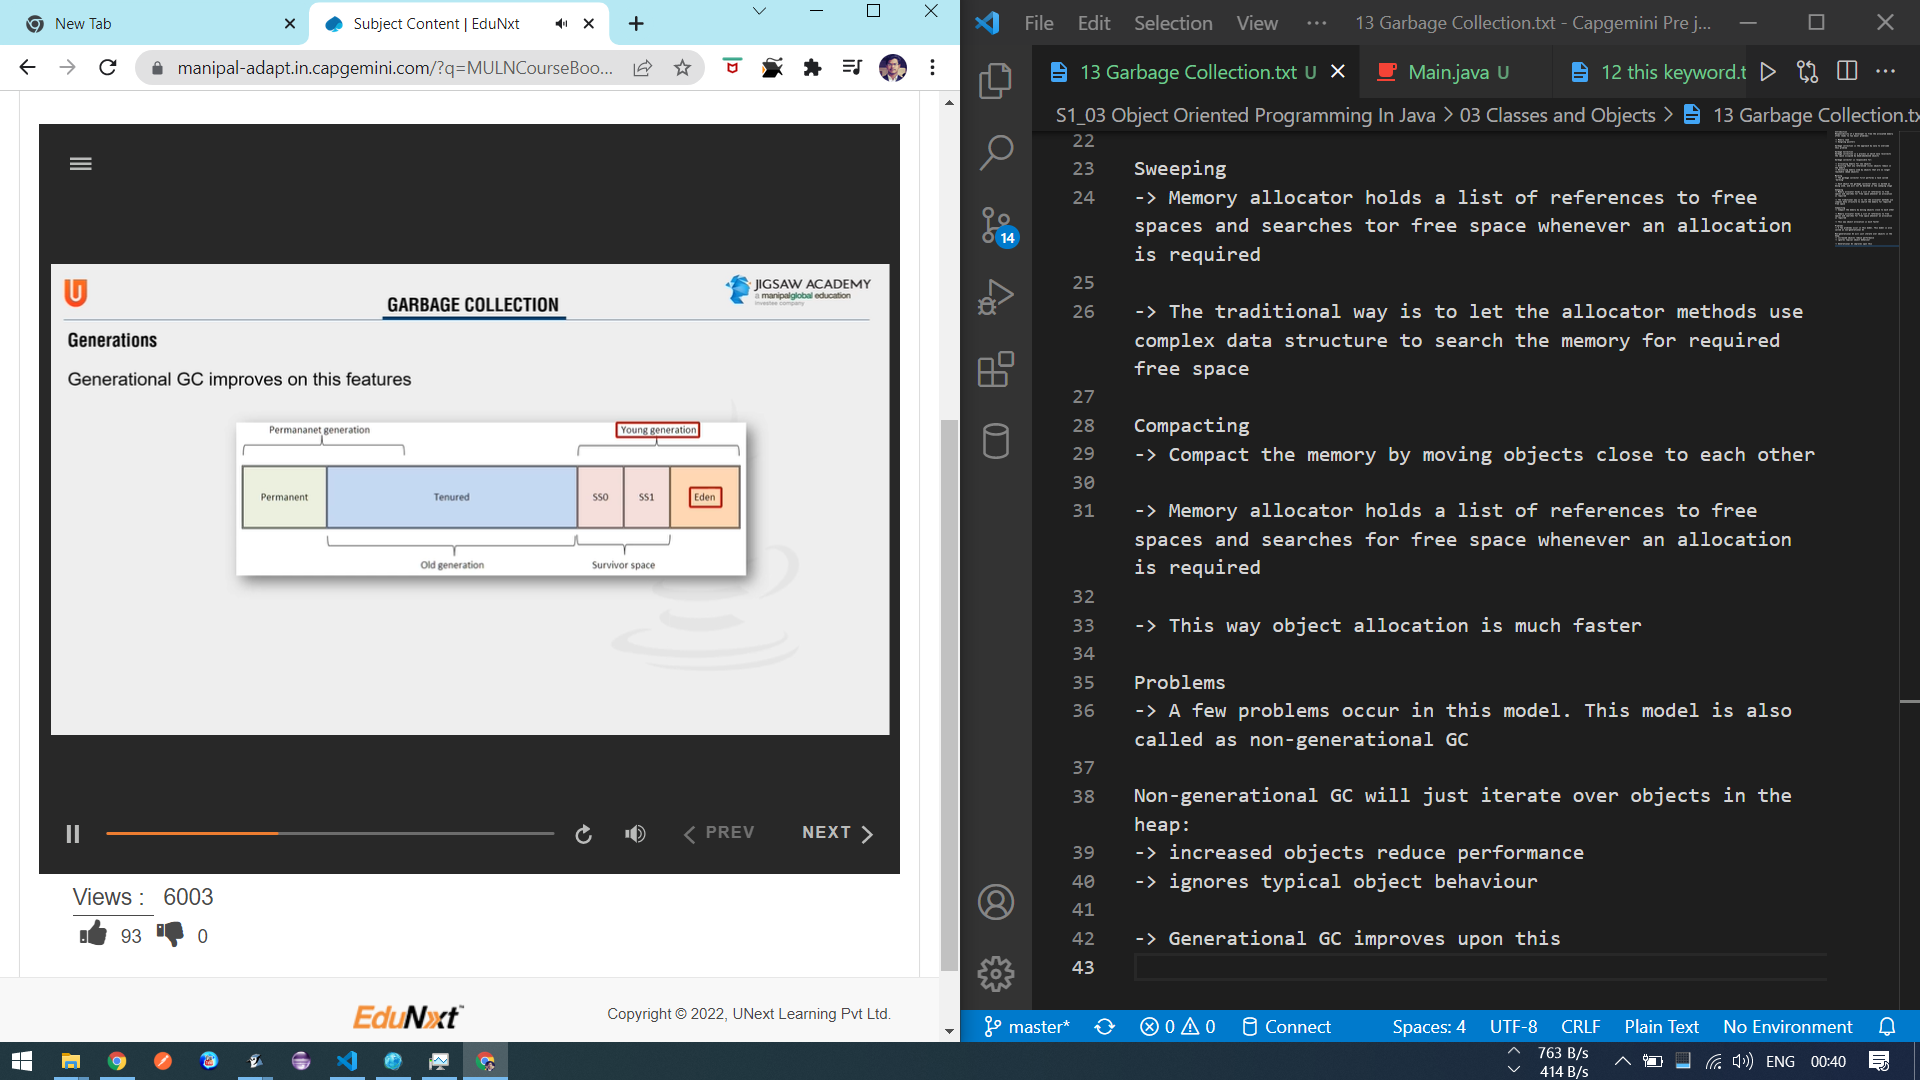 New Tab
Subject Content | EduNxt
manipal-adapt.in.capgemini.com/?q=MULNCourseBoo...
U
JIGSAW ACADEMY
a manipalglobal education
investee company
GARBAGE COLLECTION
Generations
Generational GC improves on this features
Permananet generation
Young generation
Permanent
Tenured
SS0
SS1
Eden
Old generation
Survivor space
PREV
NEXT
Views : 6003
93
0
EduNxt™
Copyright © 2022, UNext Learning Pvt Ltd.
File Edit Selection View ··· 13 Garbage Collection.txt - Capgemini Pre j...
13 Garbage Collection.txt U
Main.java U
12 this keyword.t
S1_03 Object Oriented Programming In Java > 03 Classes and Objects > 13 Garbage Collection.tx
14
22
23 Sweeping
24 -> Memory allocator holds a list of references to free
spaces and searches tor free space whenever an allocation
is required
25
26 -> The traditional way is to let the allocator methods use
complex data structure to search the memory for required
free space
27
28 Compacting
29 -> Compact the memory by moving objects close to each other
30
31 -> Memory allocator holds a list of references to free
spaces and searches for free space whenever an allocation
is required
32
33 -> This way object allocation is much faster
34
35 Problems
36 -> A few problems occur in this model. This model is also
called as non-generational GC
37
38 Non-generational GC will just iterate over objects in the
heap:
39 -> increased objects reduce performance
40 -> ignores typical object behaviour
41
42 -> Generational GC improves upon this
43
master* 0 0 Connect Spaces: 4 UTF-8 CRLF Plain Text No Environment
763 B/s
414 B/s
ENG 00:40